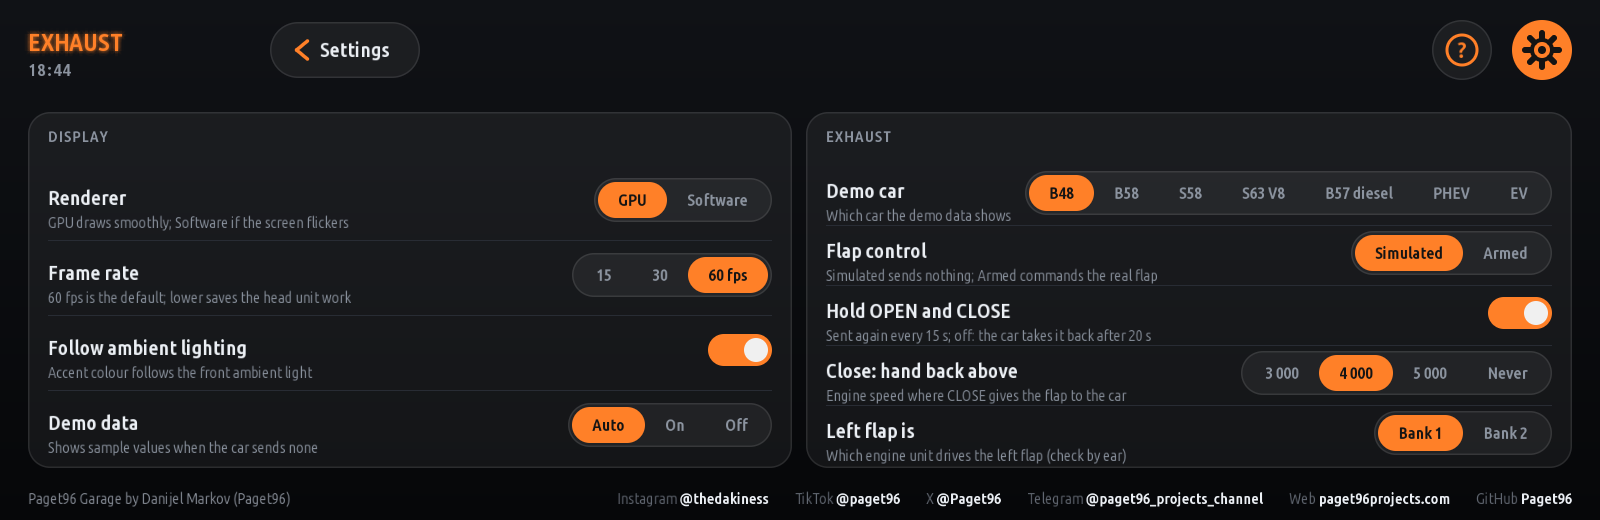 EXHAUST
18:44
Settings
?
DISPLAY
Renderer
GPU draws smoothly; Software if the screen flickers
GPU Software
Frame rate
60 fps is the default; lower saves the head unit work
15 30 60 fps
Follow ambient lighting
Accent colour follows the front ambient light
Demo data
Shows sample values when the car sends none
Auto On Off
EXHAUST
Demo car
Which car the demo data shows
B48 B58 S58 S63 V8 B57 diesel PHEV EV
Flap control
Simulated sends nothing; Armed commands the real flap
Simulated Armed
Hold OPEN and CLOSE
Sent again every 15 s; off: the car takes it back after 20 s
Close: hand back above
Engine speed where CLOSE gives the flap to the car
3 000 4 000 5 000 Never
Left flap is
Which engine unit drives the left flap (check by ear)
Bank 1 Bank 2
Paget96 Garage by Danijel Markov (Paget96)
Instagram @thedakiness TikTok @paget96 X @Paget96 Telegram @paget96_projects_channel Web paget96projects.com GitHub Paget96